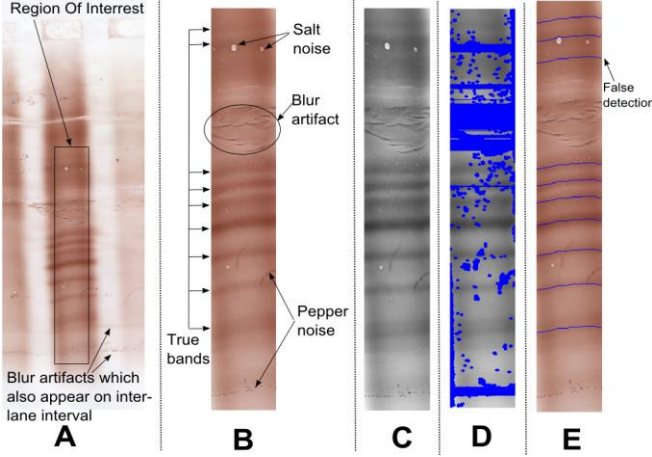 Region Of Interrest
Salt
noise
Blur
artifact
False
detection
Pepper
noise
True
bands
Blur artifacts which
also appear on inter-
lane interval
A
B
C
D
E